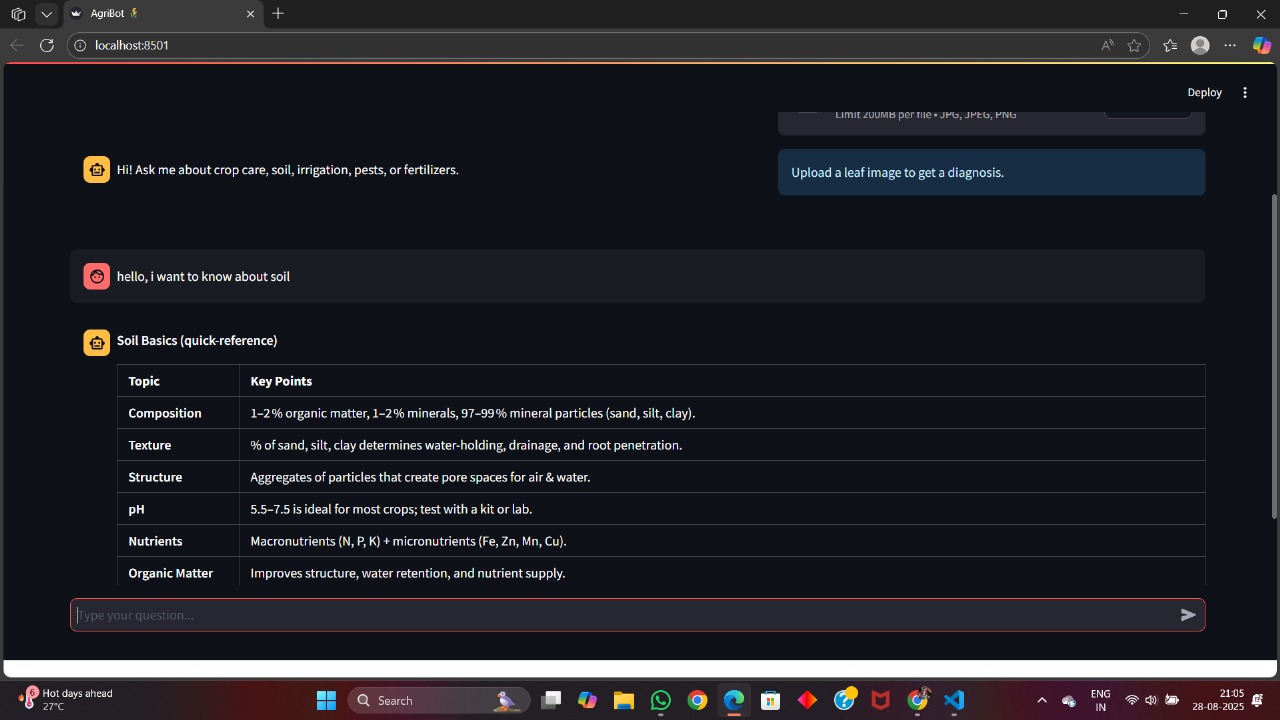 AgriBot
localhost:8501
Deploy
Limit 200MB per file • JPG, JPEG, PNG
Hi! Ask me about crop care, soil, irrigation, pests, or fertilizers.
Upload a leaf image to get a diagnosis.
hello, i want to know about soil
Soil Basics (quick-reference)
Topic Key Points
Composition 1–2 % organic matter, 1–2 % minerals, 97–99 % mineral particles (sand, silt, clay).
Texture % of sand, silt, clay determines water-holding, drainage, and root penetration.
Structure Aggregates of particles that create pore spaces for air & water.
pH 5.5–7.5 is ideal for most crops; test with a kit or lab.
Nutrients Macronutrients (N, P, K) + micronutrients (Fe, Zn, Mn, Cu).
Organic Matter Improves structure, water retention, and nutrient supply.
Type your question...
6 Hot days ahead
27°C
Search
ENG
IN
21:05
28-08-2025